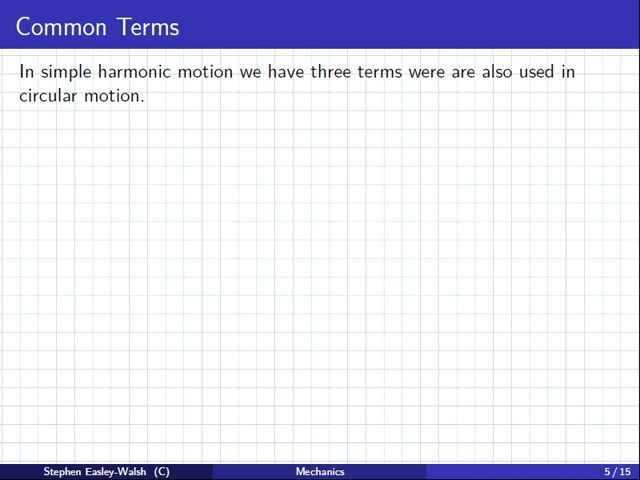 Common Terms
In simple harmonic motion we have three terms were are also used in
circular motion.
Stephen Easley-Walsh (C) Mechanics 5 / 15